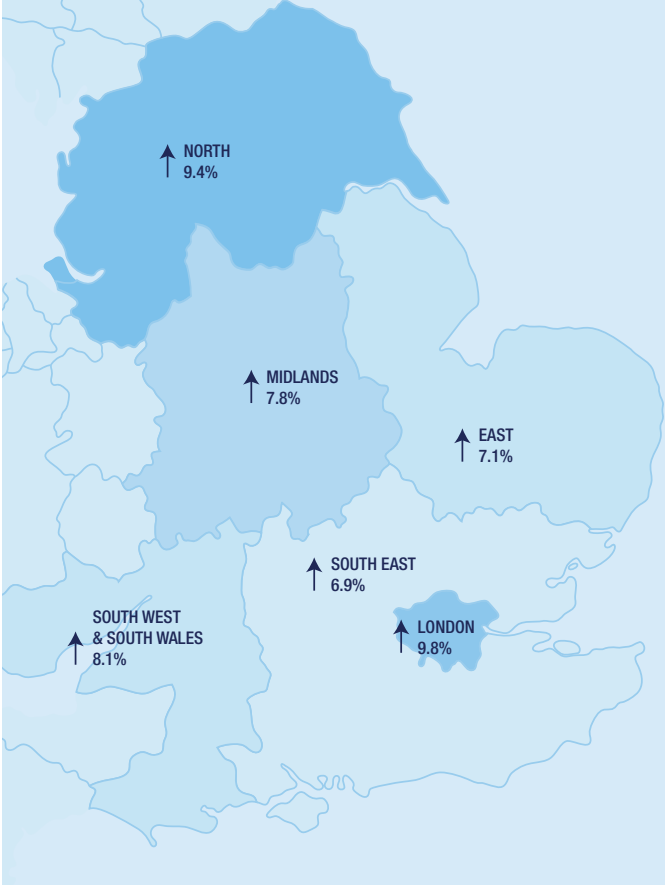 NORTH
9.4%
MIDLANDS
7.8%
EAST
7.1%
SOUTH EAST
6.9%
SOUTH WEST
& SOUTH WALES
8.1%
LONDON
9.8%